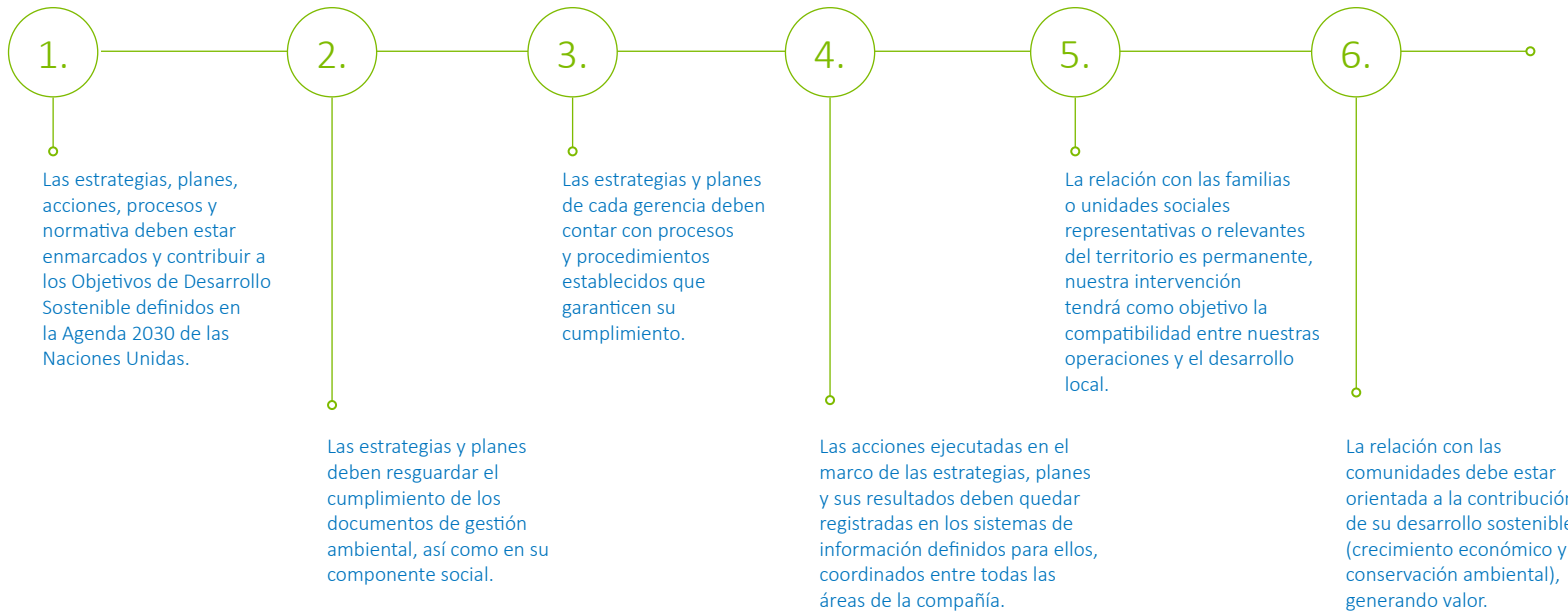 1.
2.
3.
4.
5.
6.
Las estrategias, planes,
acciones, procesos y
normativa deben estar
enmarcados y contribuir a
los Objetivos de Desarrollo
Sostenible definidos en
la Agenda 2030 de las
Naciones Unidas.
Las estrategias y planes
deben resguardar el
cumplimiento de los
documentos de gestión
ambiental, así como en su
componente social.
Las estrategias y planes
de cada gerencia deben
contar con procesos
y procedimientos
establecidos que
garanticen su
cumplimiento.
Las acciones ejecutadas en el
marco de las estrategias, planes
y sus resultados deben quedar
registradas en los sistemas de
información definidos para ellos,
coordinados entre todas las
áreas de la compañía.
La relación con las familias
o unidades sociales
representativas o relevantes
del territorio es permanente,
nuestra intervención
tendrá como objetivo la
compatibilidad entre nuestras
operaciones y el desarrollo
local.
La relación con las
comunidades debe estar
orientada a la contribución
de su desarrollo sostenible
(crecimiento económico y
conservación ambiental),
generando valor.